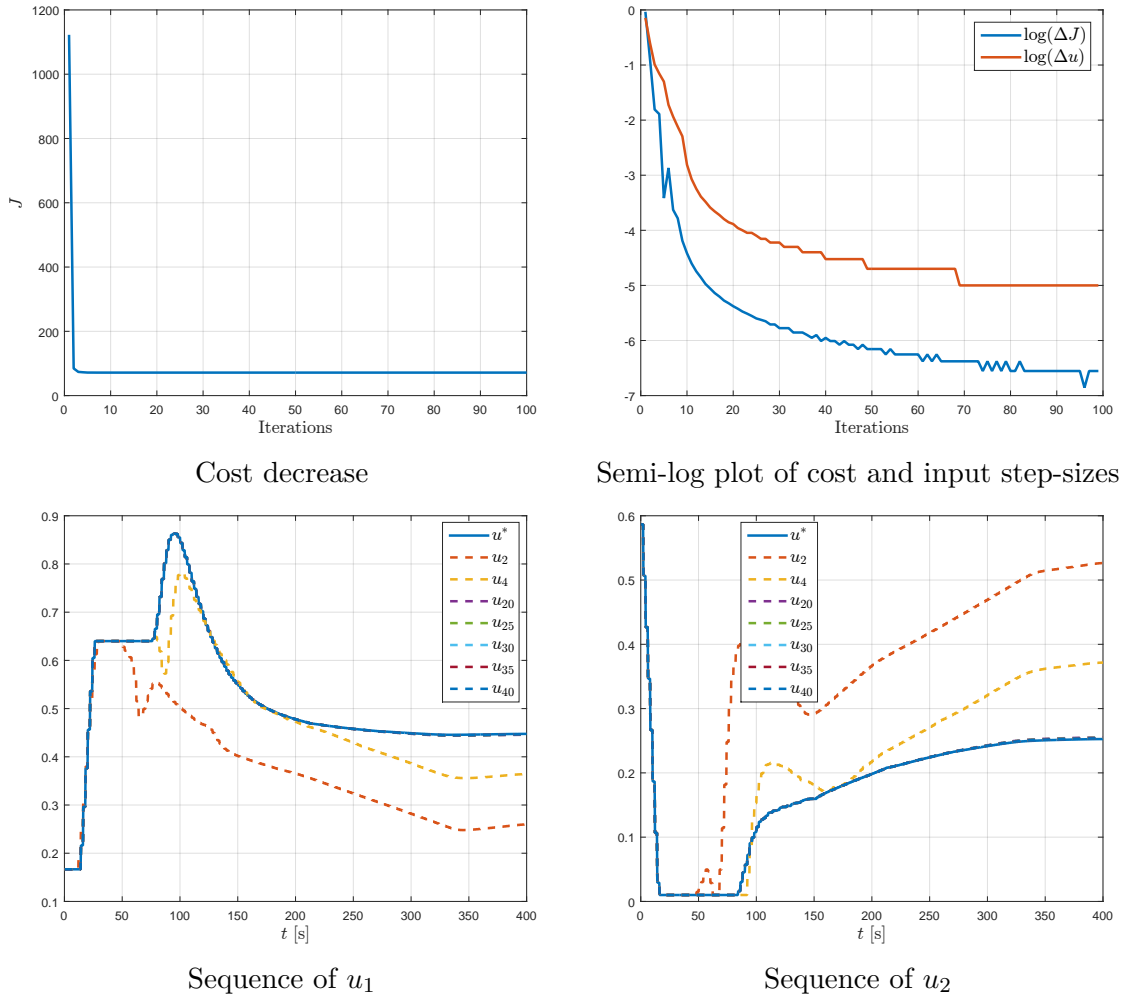 1200
1000
800
600
400
200
0
J
0 10 20 30 40 50 60 70 80 90 100
Iterations
Cost decrease
0
-1
-2
-3
-4
-5
-6
-7
log(ΔJ)
log(Δu)
0 10 20 30 40 50 60 70 80 90 100
Iterations
Semi-log plot of cost and input step-sizes
0.9
0.8
0.7
0.6
0.5
0.4
0.3
0.2
0.1
u*
u₂
u₄
u₂₀
u₂₅
u₃₀
u₃₅
u₄₀
0 50 100 150 200 250 300 350 400
t [s]
Sequence of u₁
0.6
0.5
0.4
0.3
0.2
0.1
0
u*
u₂
u₄
u₂₀
u₂₅
u₃₀
u₃₅
u₄₀
0 50 100 150 200 250 300 350 400
t [s]
Sequence of u₂